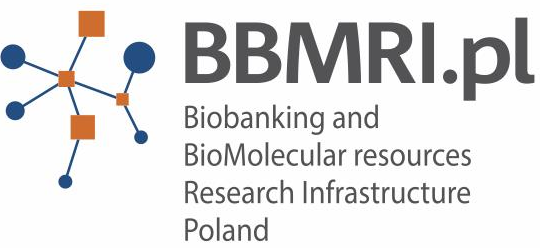 BBMRI.pl
Biobanking and
BioMolecular resources
Research Infrastructure
Poland